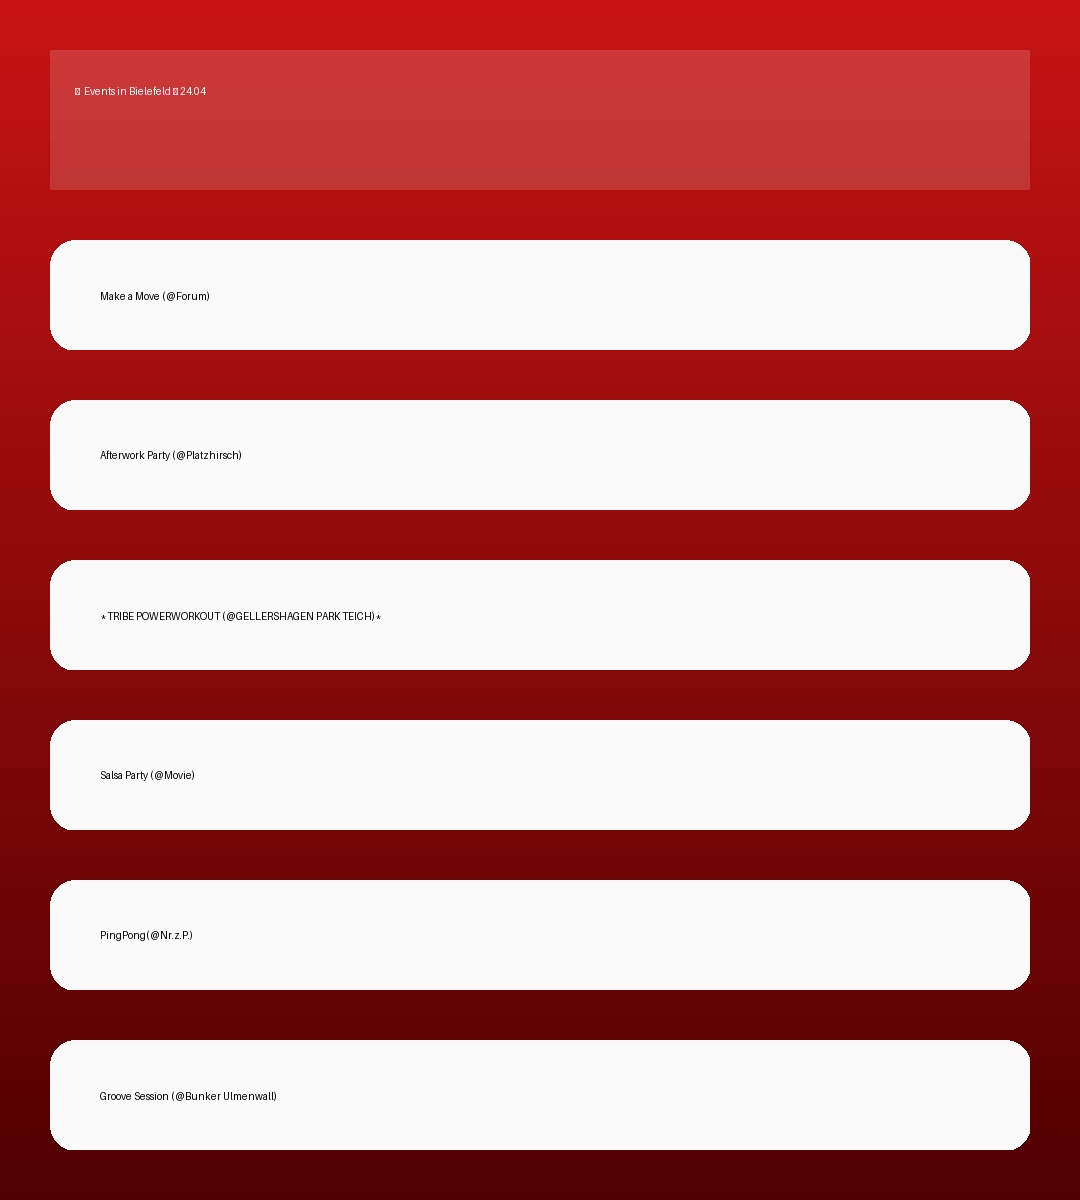 Events in Bielefeld 24.04
Make a Move (@Forum)
Afterwork Party (@Platzhirsch)
* TRIBE POWERWORKOUT (@GELLERSHAGEN PARK TEICH) *
Salsa Party (@Movie)
PingPong (@Nr.z.P.)
Groove Session (@Bunker Ulmenwall)